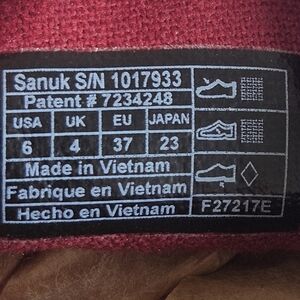 Sanuk S/N 1017933
Patent # 7234248
USA UK EU JAPAN
6 4 37 23
Made in Vietnam
Fabrique en Vietnam
Hecho en Vietnam F27217E